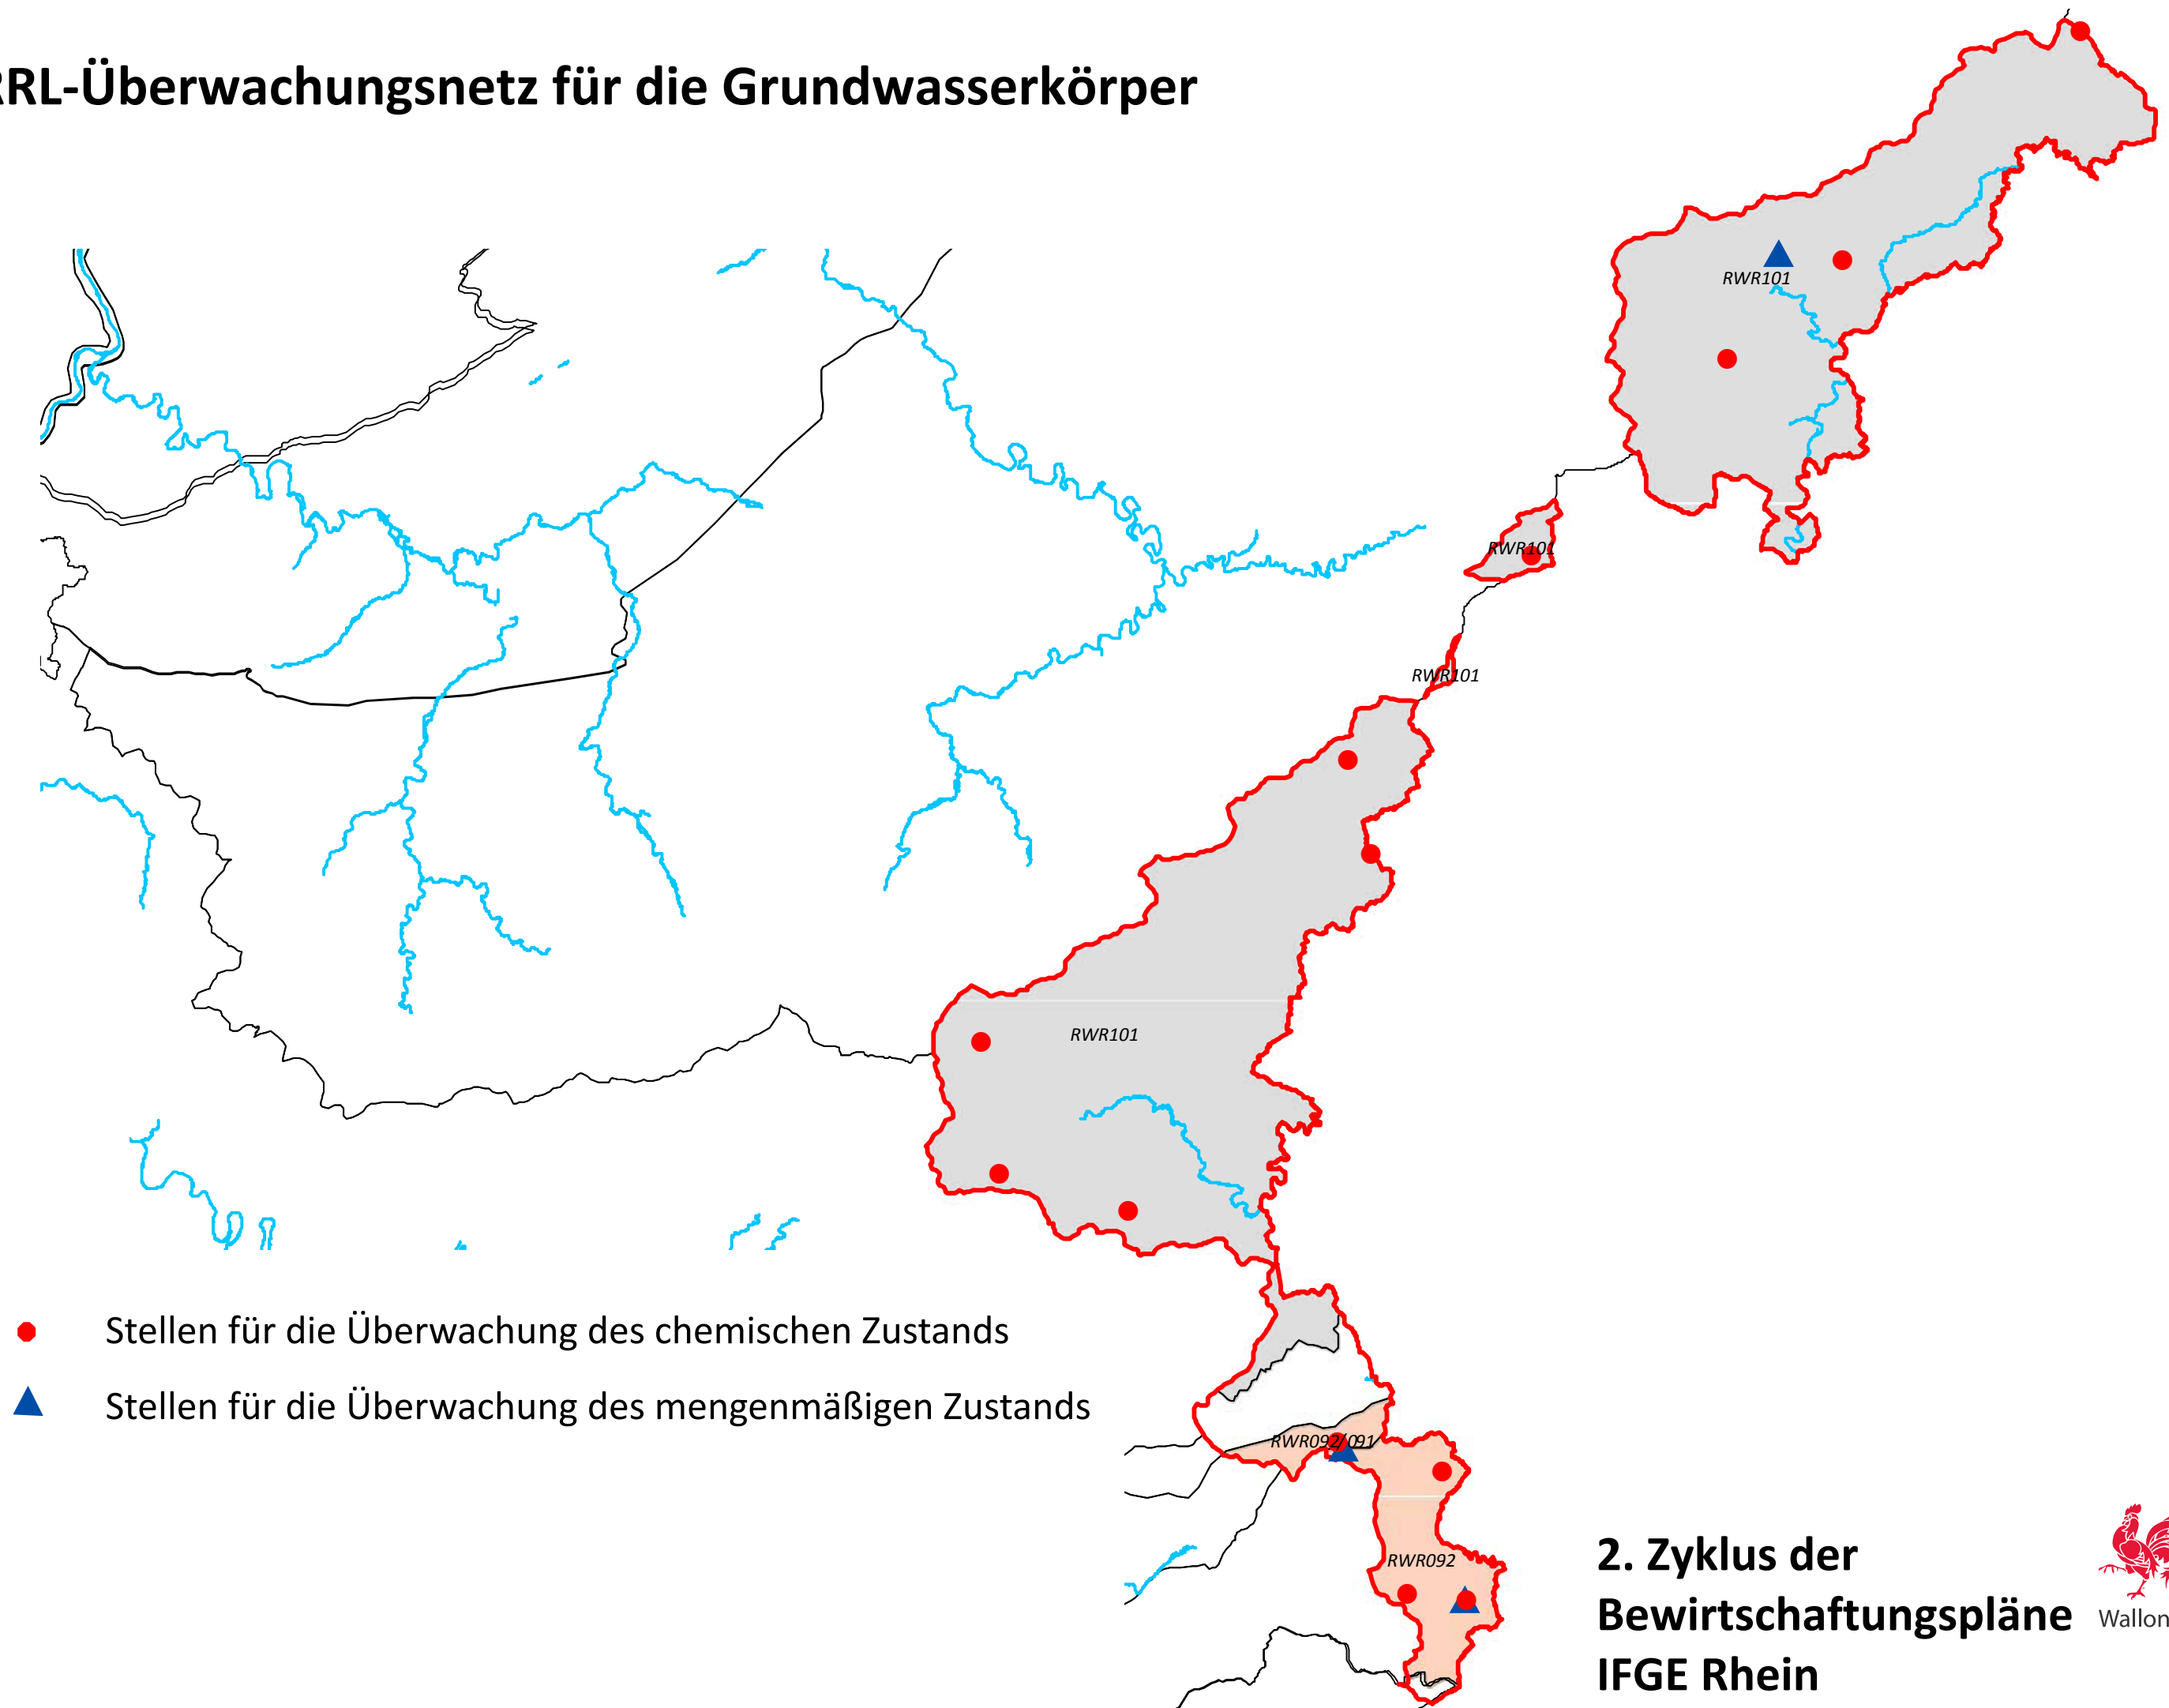 RRL-Überwachungsnetz für die Grundwasserkörper
RWR101
RWR101
RWR101
RWR101
Stellen für die Überwachung des chemischen Zustands
Stellen für die Überwachung des mengenmäßigen Zustands
RWR092/091
RWR092
2. Zyklus der
Bewirtschaftungspläne
IFGE Rhein
Wallon